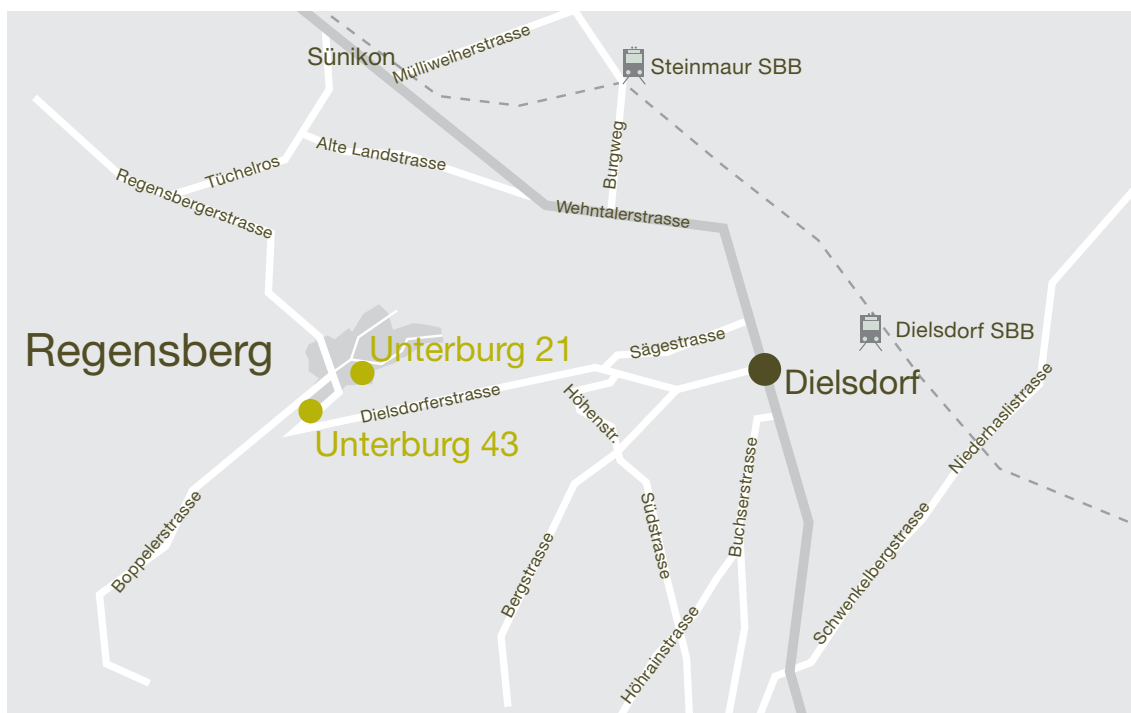 Sünikon
Mülliweiherstrasse
Steinmaur SBB
Alte Landstrasse
Burgweg
Tüchelros
Regensbergerstrasse
Wehntalerstrasse
Regensberg
Unterburg 21
Sägestrasse
Dielsdorf SBB
Dielsdorf
Dielsdorferstrasse
Höhenstr.
Unterburg 43
Niederhaslistrasse
Buchserstrasse
Südstrasse
Boppelerstrasse
Bergstrasse
Schwenkelbergstrasse
Höhrainstrasse